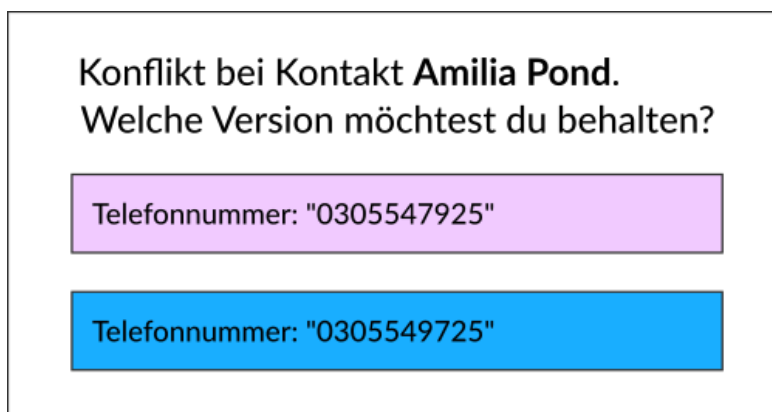 Konflikt bei Kontakt Amilia Pond.
Welche Version möchtest du behalten?
Telefonnummer: "0305547925"
Telefonnummer: "0305549725"